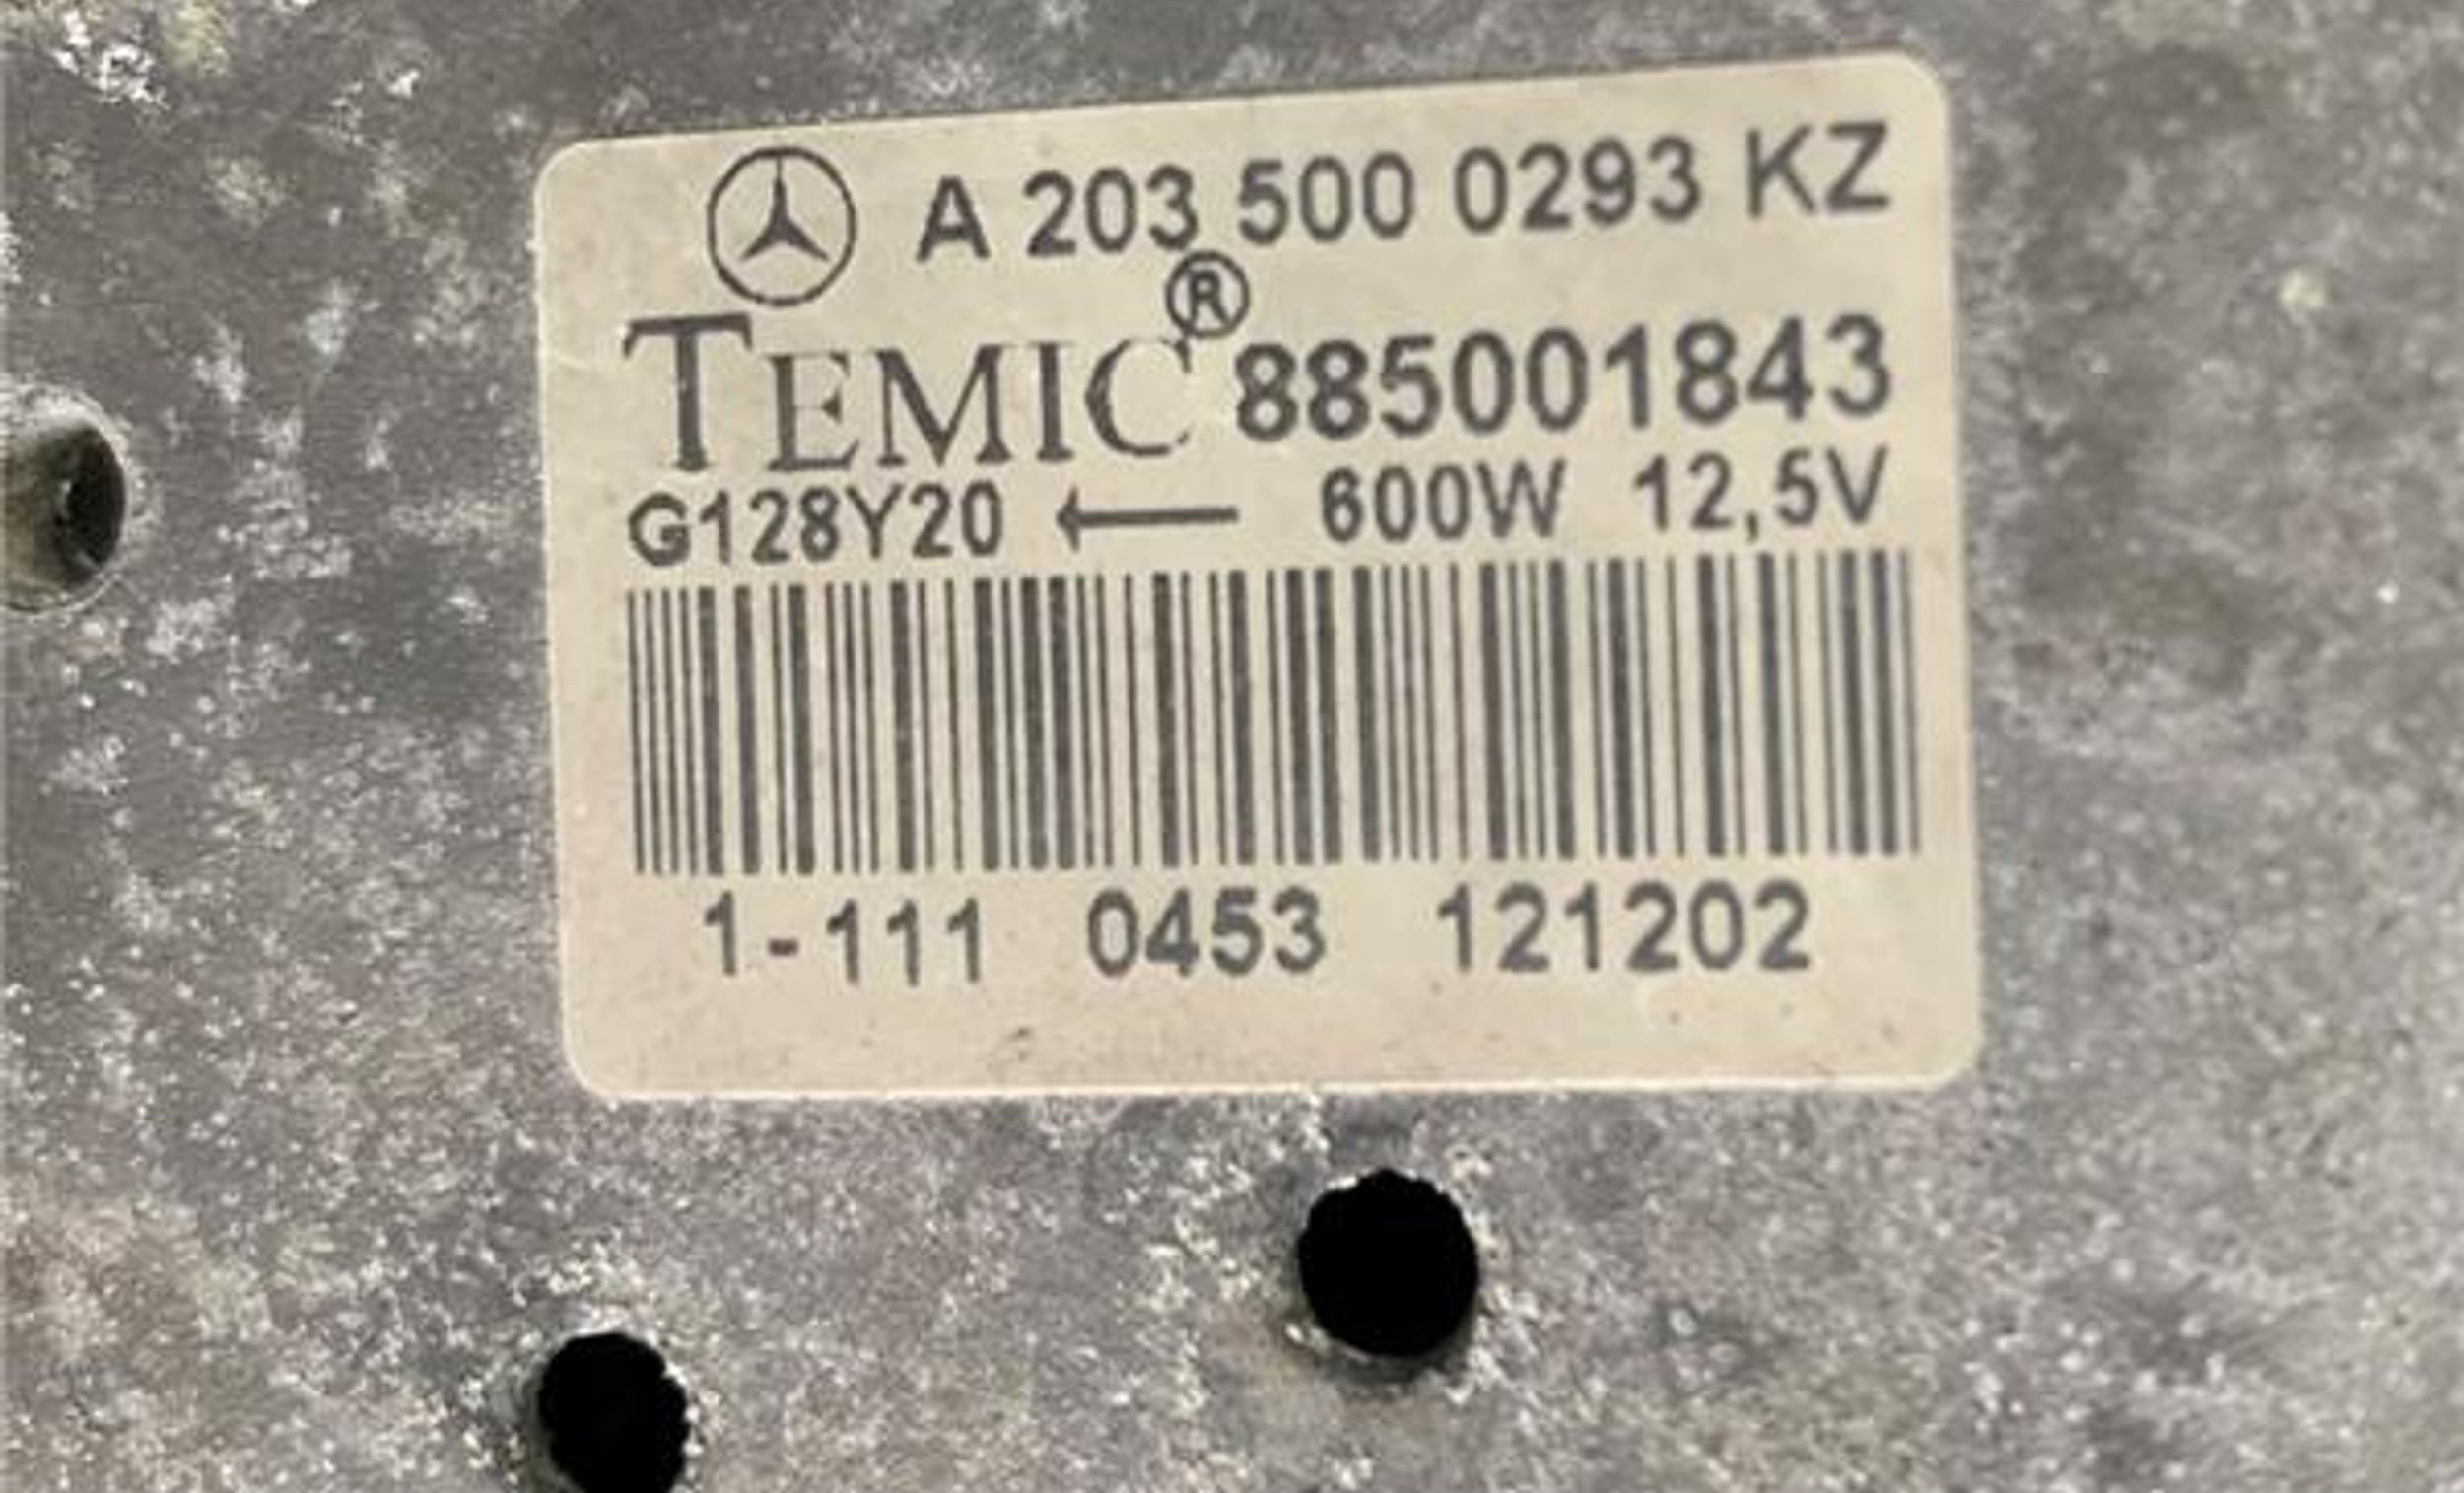 A 203 500 0293 KZ
TEMIC® 885001843
G128Y20 ← 600W 12,5V
1-111 0453 121202